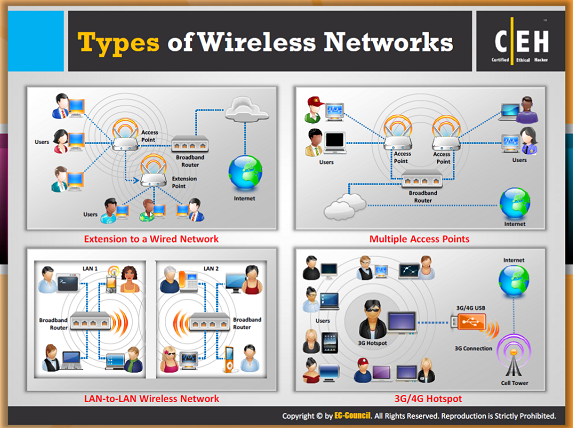 Types of Wireless Networks
C|EH
Certified Ethical Hacker
Users
Access
Point
Broadband
Router
Extension
Point
Users
Internet
Extension to a Wired Network
Users
Access
Point
Access
Point
Users
Broadband
Router
Internet
Multiple Access Points
LAN 1
Broadband
Router
LAN 2
Broadband
Router
LAN-to-LAN Wireless Network
Internet
Users
3G Hotspot
3G/4G USB
3G Connection
Cell Tower
3G/4G Hotspot
Copyright © by EC-Council. All Rights Reserved. Reproduction is Strictly Prohibited.